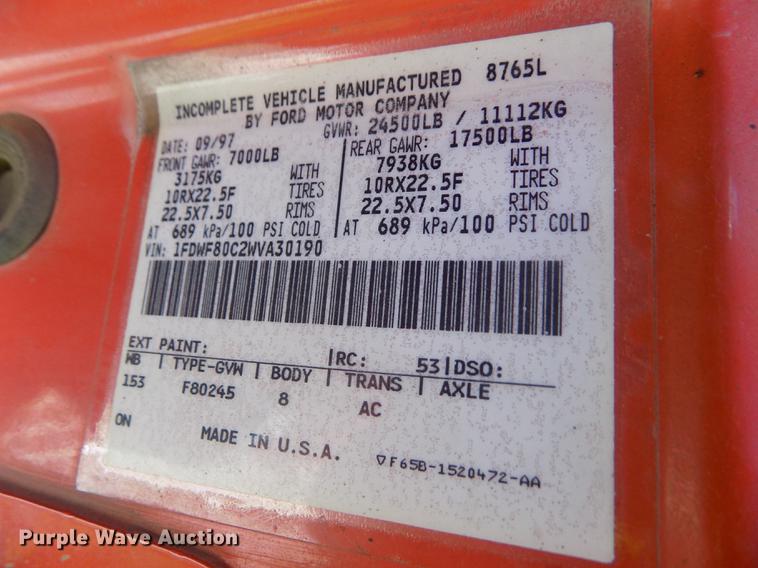 INCOMPLETE VEHICLE MANUFACTURED 8765L
BY FORD MOTOR COMPANY
DATE: 09/97 GVWR: 24500LB / 11112KG
FRONT GAWR: 7000LB REAR GAWR: 17500LB
3175KG WITH 7938KG WITH
10RX22.5F TIRES 10RX22.5F TIRES
22.5X7.50 RIMS 22.5X7.50 RIMS
AT 689 kPa/100 PSI COLD AT 689 kPa/100 PSI COLD
VIN: 1FDWF80C2WVA30190
EXT PAINT: RC: 53 DSO:
WB TYPE-GVW BODY TRANS AXLE
153 F80245 8 AC
ON
MADE IN U.S.A. ▽F65B-1520472-AA
Purple Wave Auction